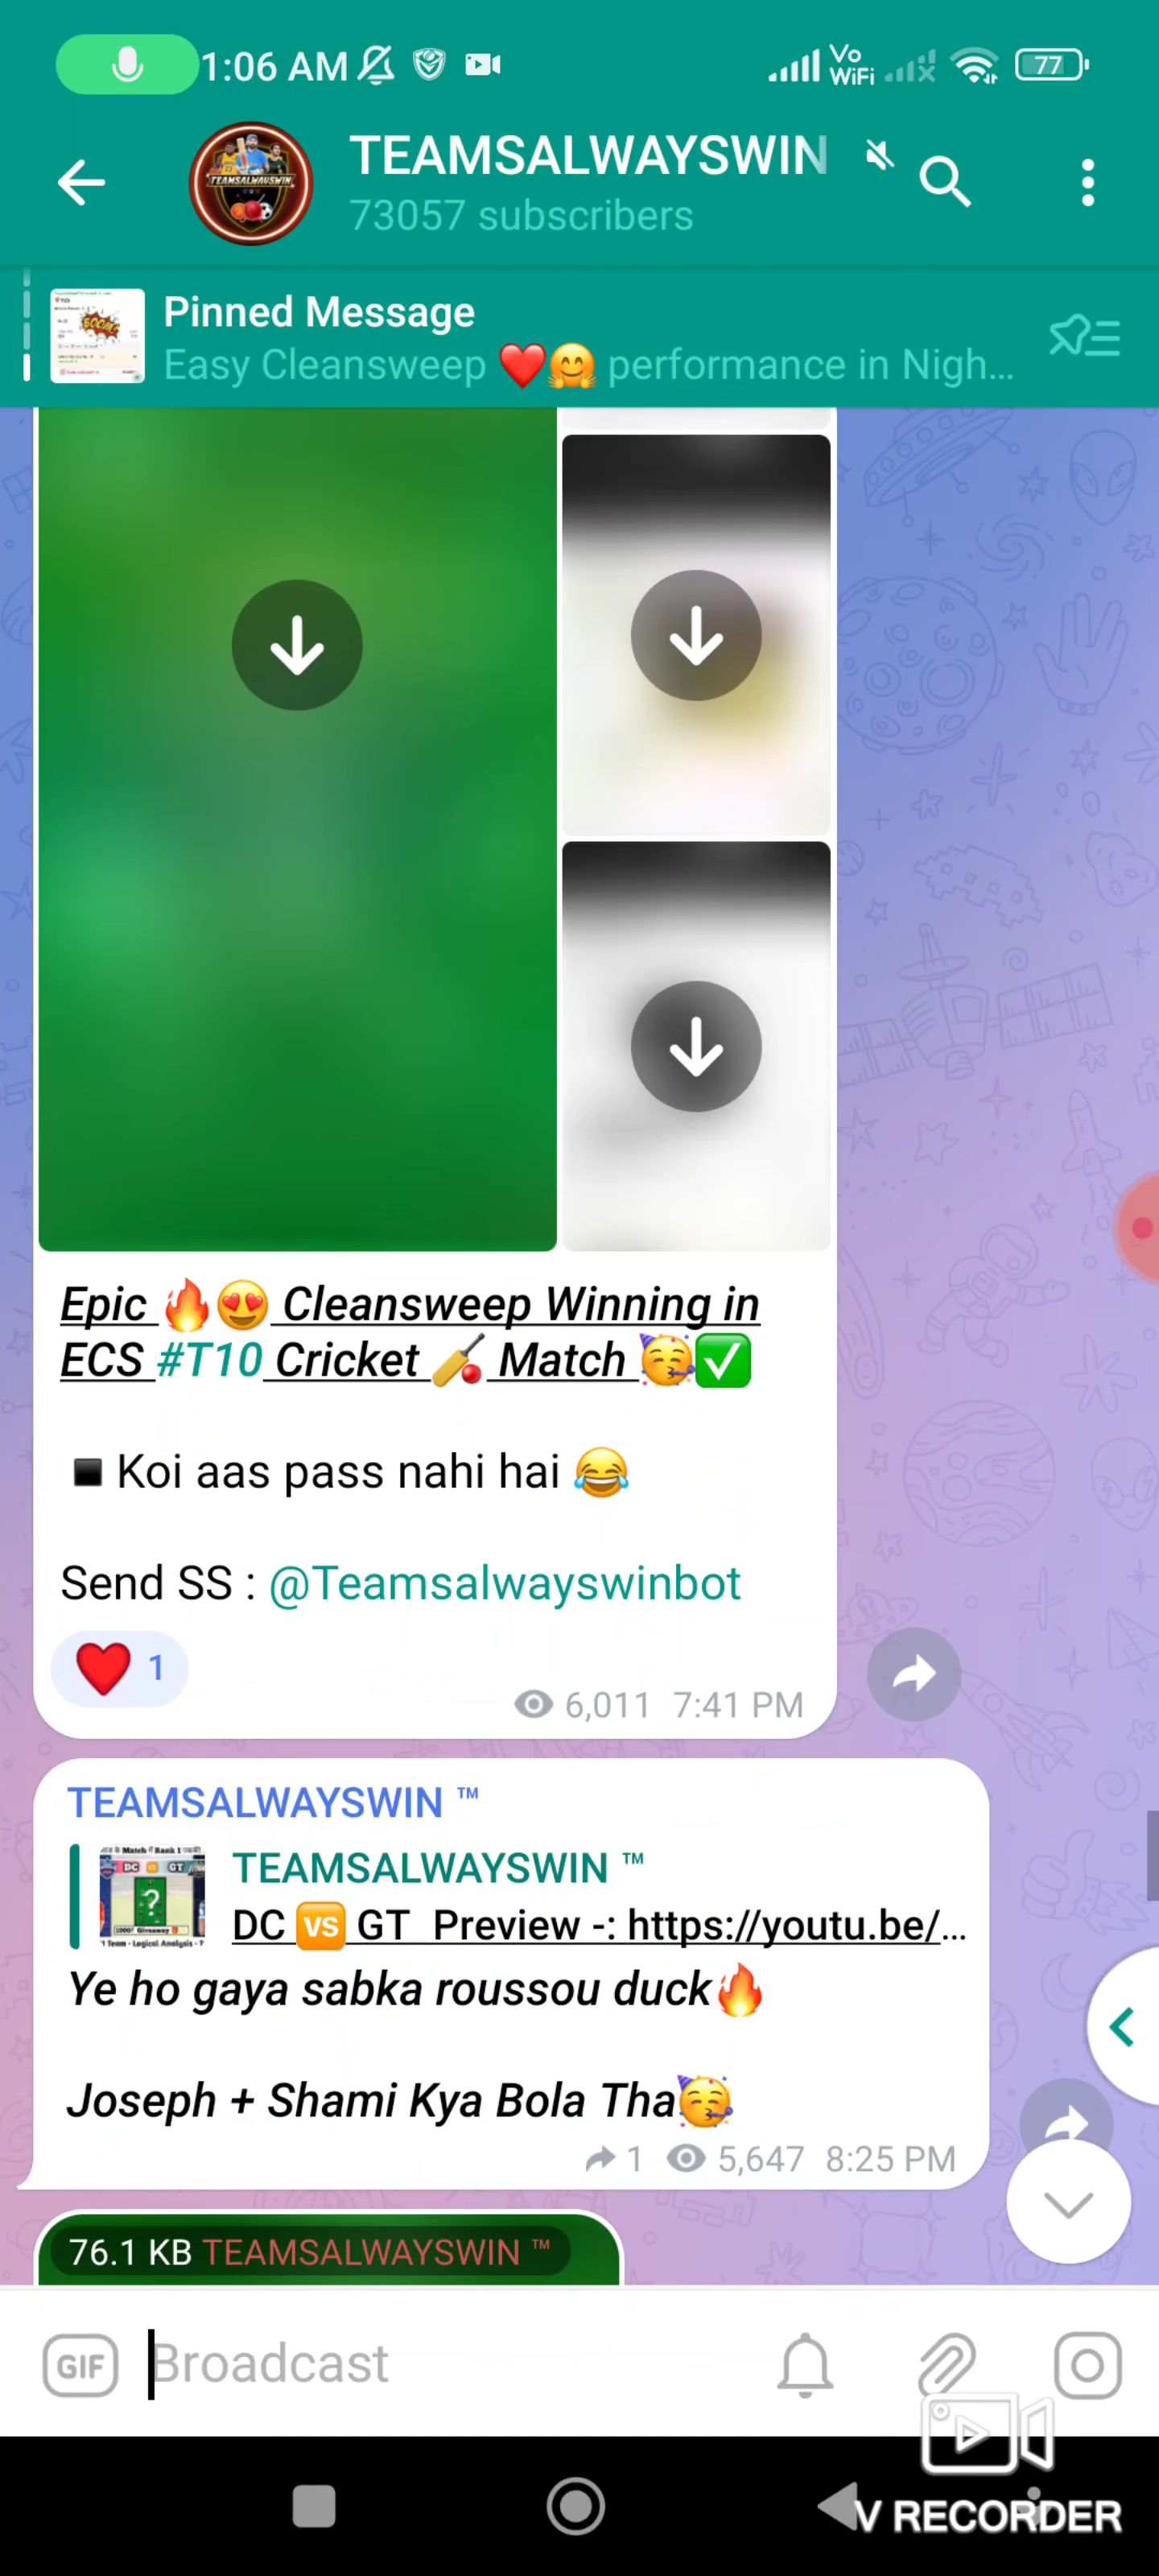 1:06 AM
Vo
WiFi
77
TEAMSALWAYSWIN
TEAMSALWAYSWIN
73057 subscribers
Pinned Message
Easy Cleansweep ❤️🤗 performance in Nigh...
Epic 🔥😍 Cleansweep Winning in
ECS #T10 Cricket 🏏 Match 🥳✅
▪️Koi aas pass nahi hai 😂
Send SS : @Teamsalwayswinbot
❤️ 1
6,011 7:41 PM
TEAMSALWAYSWIN ™
TEAMSALWAYSWIN ™
DC 🆚 GT Preview -: https://youtu.be/...
DC GT
Ye ho gaya sabka roussou duck🔥
Joseph + Shami Kya Bola Tha🥳
1 5,647 8:25 PM
76.1 KB TEAMSALWAYSWIN ™
GIF
Broadcast
V RECORDER